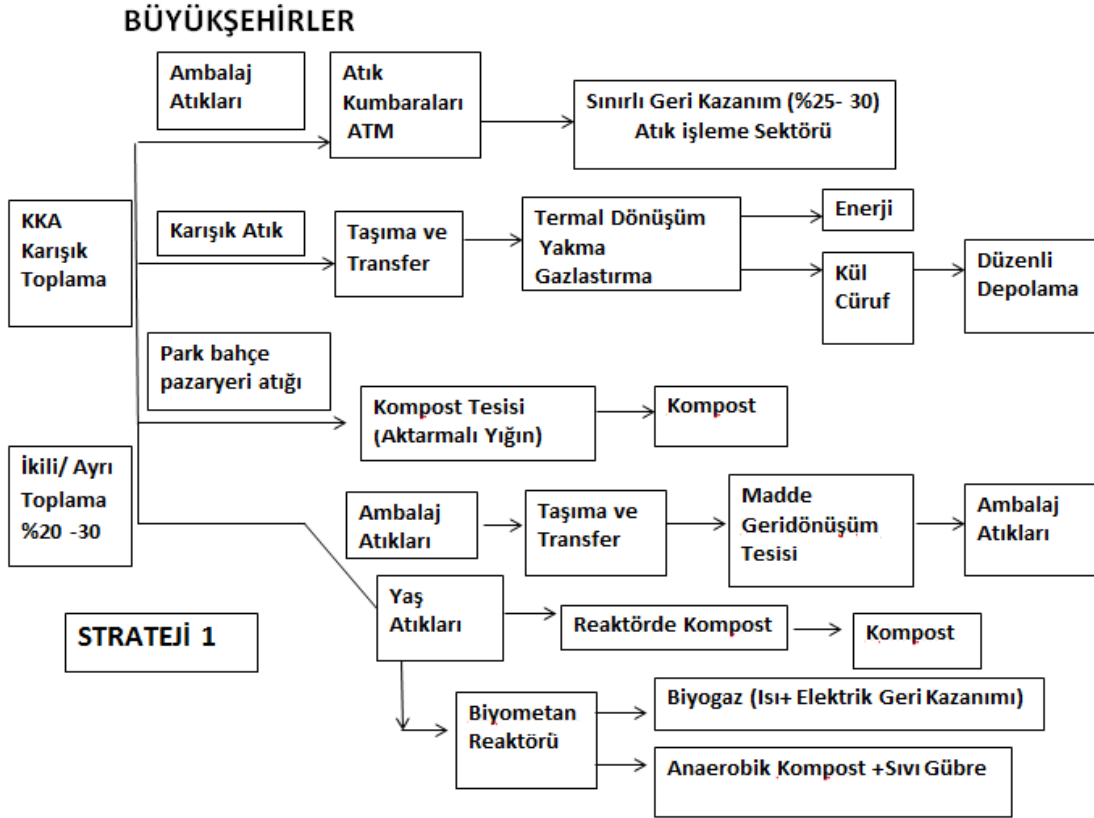 BÜYÜKŞEHİRLER
Ambalaj
Atıkları
Atık
Kumbaraları
ATM
Sınırlı Geri Kazanım (%25- 30)
Atık işleme Sektörü
KKA
Karışık
Toplama
Karışık Atık
Taşıma ve
Transfer
Termal Dönüşüm
Yakma
Gazlastırma
Enerji
Kül
Cüruf
Düzenli
Depolama
Park bahçe
pazaryeri atığı
Kompost Tesisi
(Aktarmalı Yığın)
Kompost
İkili/ Ayrı
Toplama
%20 -30
Ambalaj
Atıkları
Taşıma ve
Transfer
Madde
Geridönüşüm
Tesisi
Ambalaj
Atıkları
Yaş
Atıkları
Reaktörde Kompost
Kompost
STRATEJİ 1
Biyometan
Reaktörü
Biyogaz (Isı+ Elektrik Geri Kazanımı)
Anaerobik Kompost +Sıvı Gübre